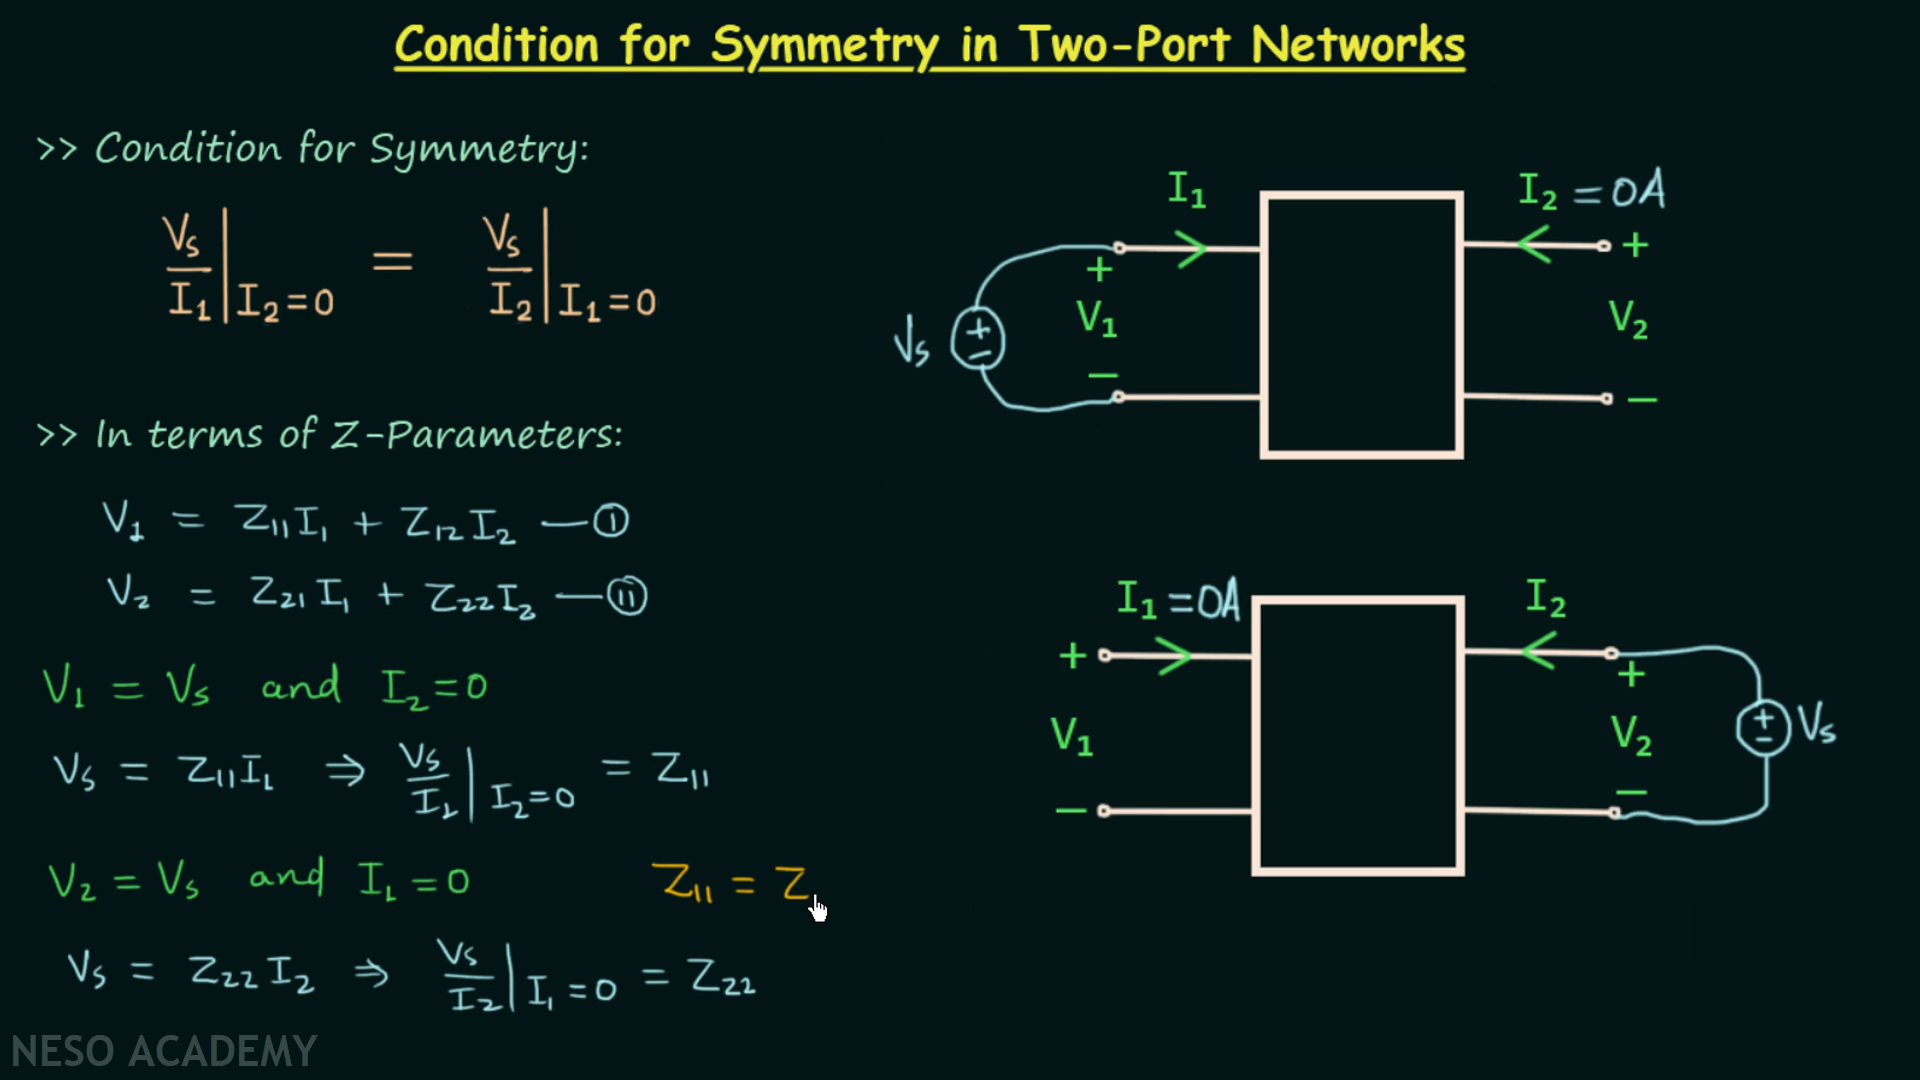 Condition for Symmetry in Two-Port Networks
>> Condition for Symmetry:
Vs/I1 | I2=0 = Vs/I2 | I1=0
>> In terms of Z-Parameters:
V1 = Z11I1 + Z12I2 —①
V2 = Z21I1 + Z22I2 —⑪
V1 = Vs and I2=0
Vs = Z11I1 ⇒ Vs/I1 | I2=0 = Z11
V2 = Vs and I1=0
Z11 = Z
Vs = Z22I2 ⇒ Vs/I2 | I1=0 = Z22
I1
I2 = 0A
+
+
Vs
+
-
V1
V2
-
-
I1 = 0A
I2
+
+
V1
V2
+
-
Vs
-
-
NESO ACADEMY